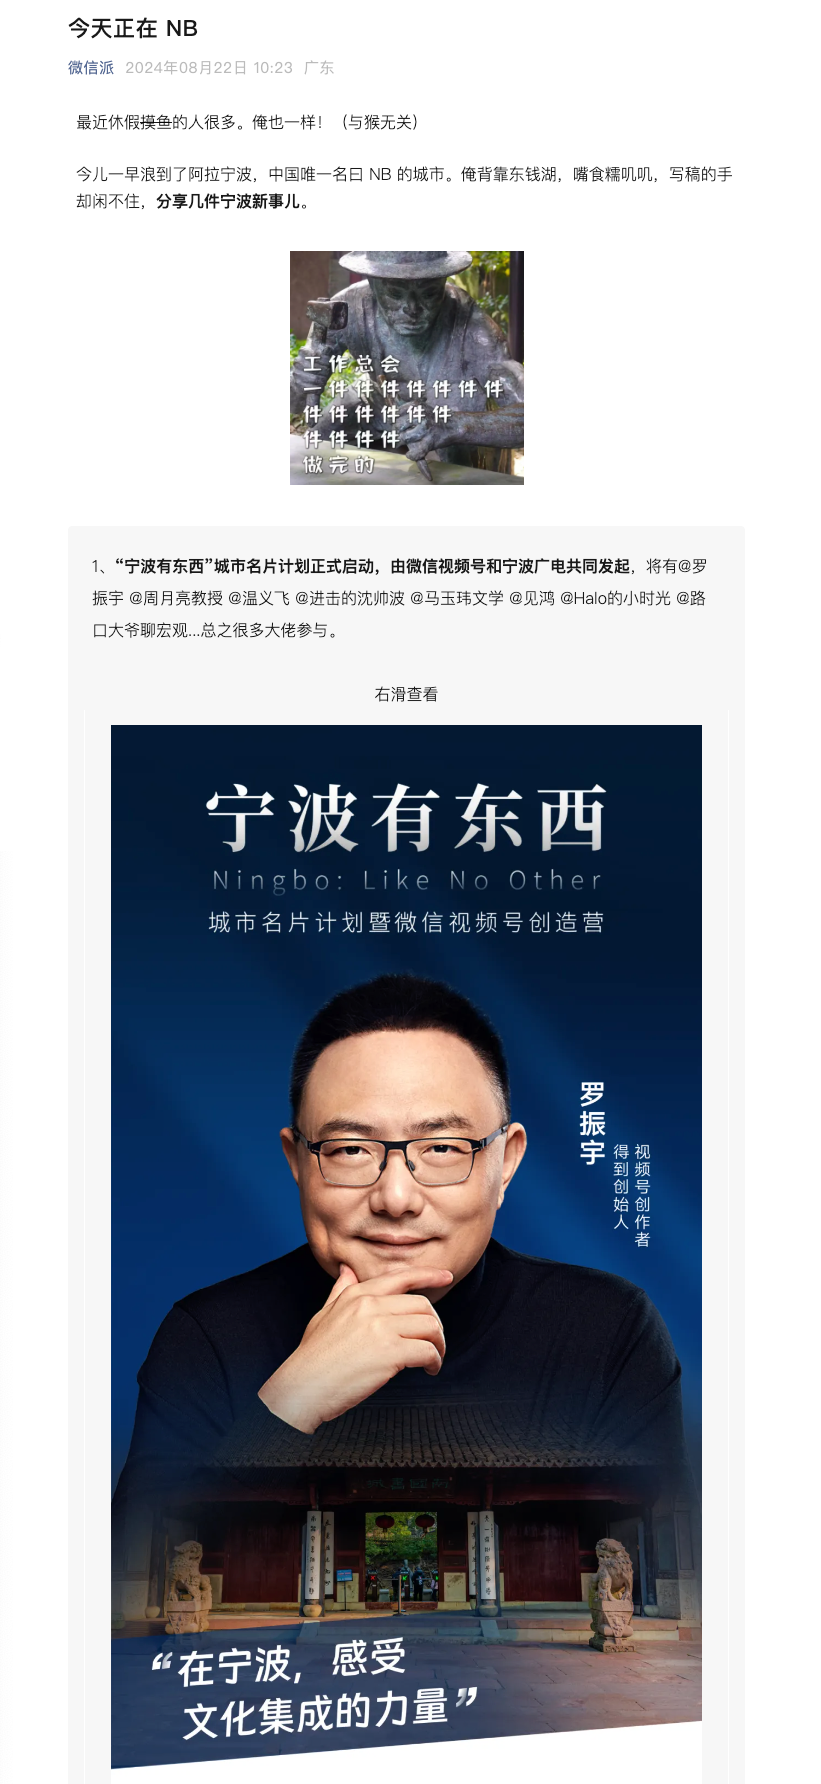 今天正在 NB
微信派 2024年08月22日 10:23 广东
最近休假摸鱼的人很多。俺也一样！（与猴无关）
今儿一早浪到了阿拉宁波，中国唯一名曰 NB 的城市。俺背靠东钱湖，嘴食糯叽叽，写稿的手
却闲不住，分享几件宁波新事儿。
工作总会
一件件件件件件件
件件件件件件
件件件件
做完的
1、“宁波有东西”城市名片计划正式启动，由微信视频号和宁波广电共同发起，将有@罗
振宇 @周月亮教授 @温义飞 @进击的沈帅波 @马玉玮文学 @见鸿 @Halo的小时光 @路
口大爷聊宏观...总之很多大佬参与。
右滑查看
宁波有东西
Ningbo: Like No Other
城市名片计划暨微信视频号创造营
罗振宇
视频号创作者
得到创始人
“在宁波，感受
文化集成的力量”